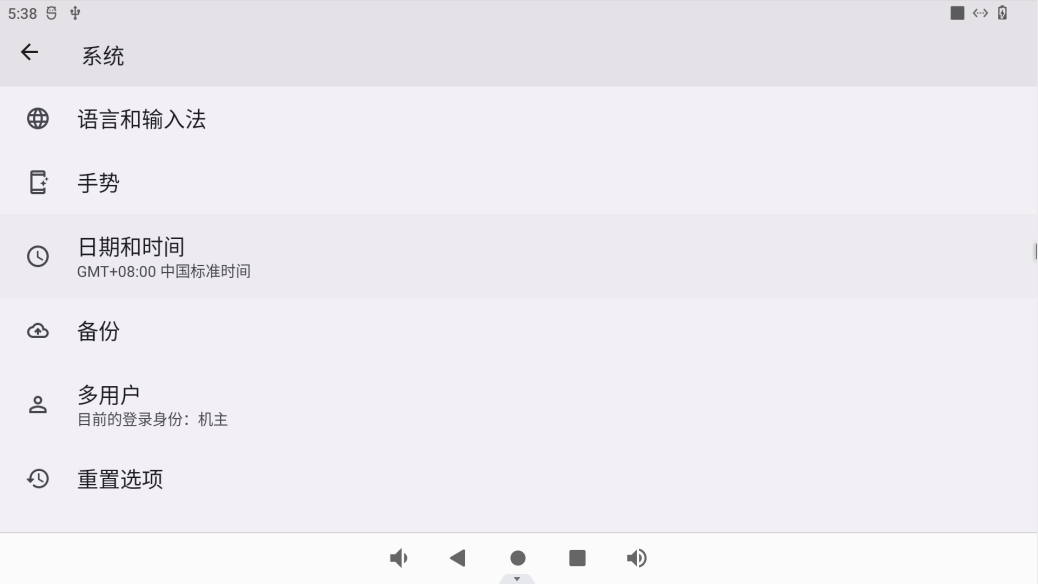 5:38
系统
语言和输入法
手势
日期和时间
GMT+08:00 中国标准时间
备份
多用户
目前的登录身份：机主
重置选项